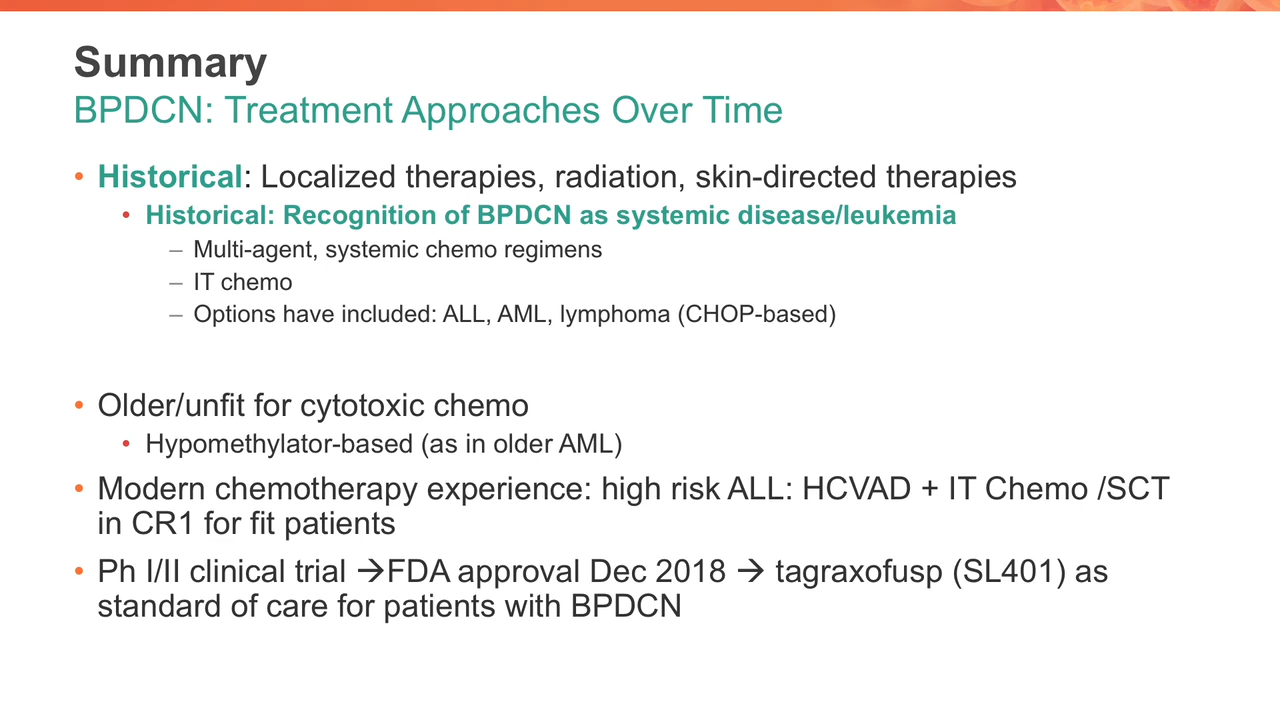 Summary
BPDCN: Treatment Approaches Over Time
• Historical: Localized therapies, radiation, skin-directed therapies
• Historical: Recognition of BPDCN as systemic disease/leukemia
– Multi-agent, systemic chemo regimens
– IT chemo
– Options have included: ALL, AML, lymphoma (CHOP-based)
• Older/unfit for cytotoxic chemo
• Hypomethylator-based (as in older AML)
• Modern chemotherapy experience: high risk ALL: HCVAD + IT Chemo /SCT
in CR1 for fit patients
• Ph I/II clinical trial →FDA approval Dec 2018 → tagraxofusp (SL401) as
standard of care for patients with BPDCN